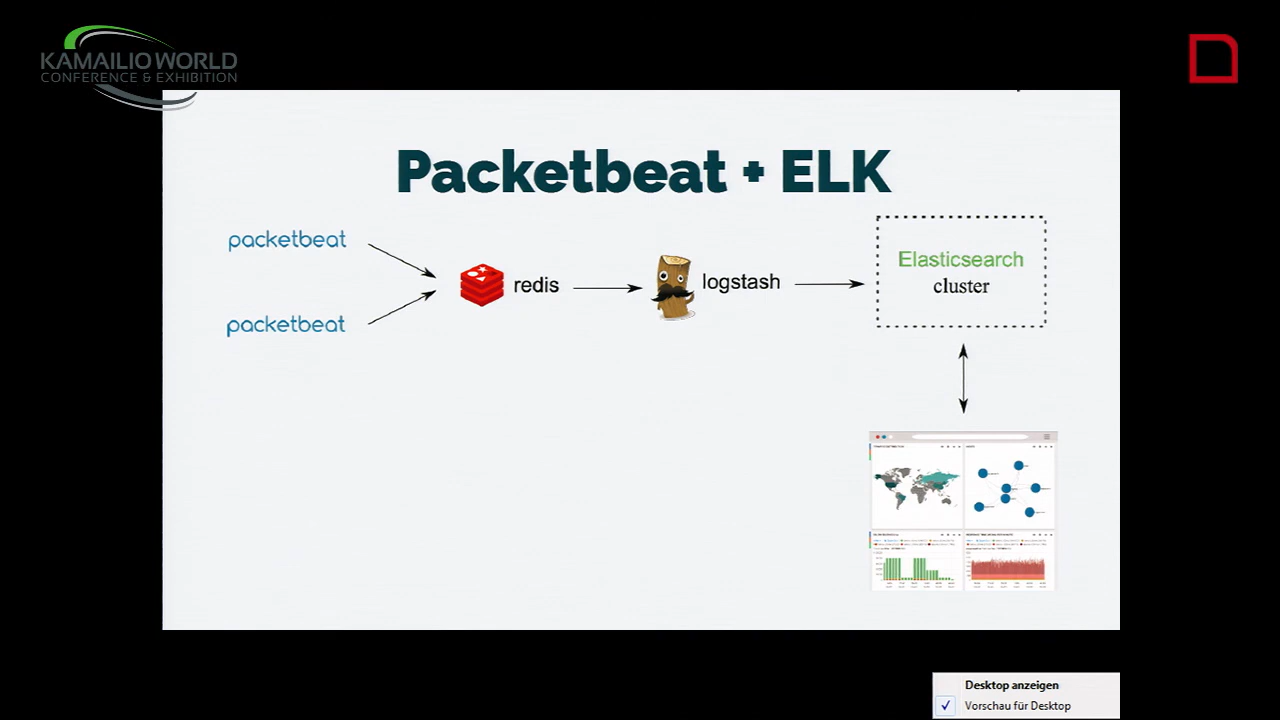 KAMAILIO WORLD
CONFERENCE & EXHIBITION
Packetbeat + ELK
packetbeat
packetbeat
redis
logstash
Elasticsearch
cluster
Desktop anzeigen
Vorschau für Desktop